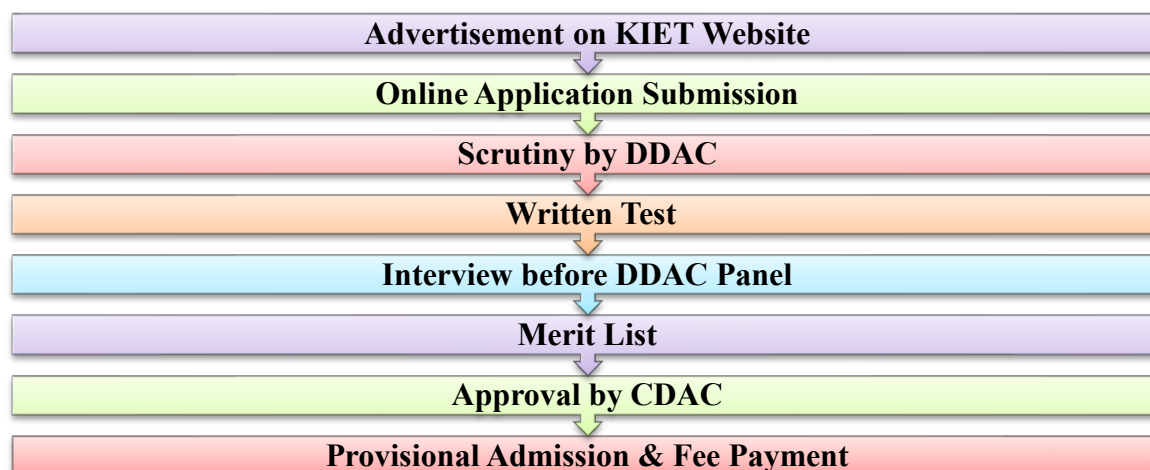 Advertisement on KIET Website
Online Application Submission
Scrutiny by DDAC
Written Test
Interview before DDAC Panel
Merit List
Approval by CDAC
Provisional Admission & Fee Payment